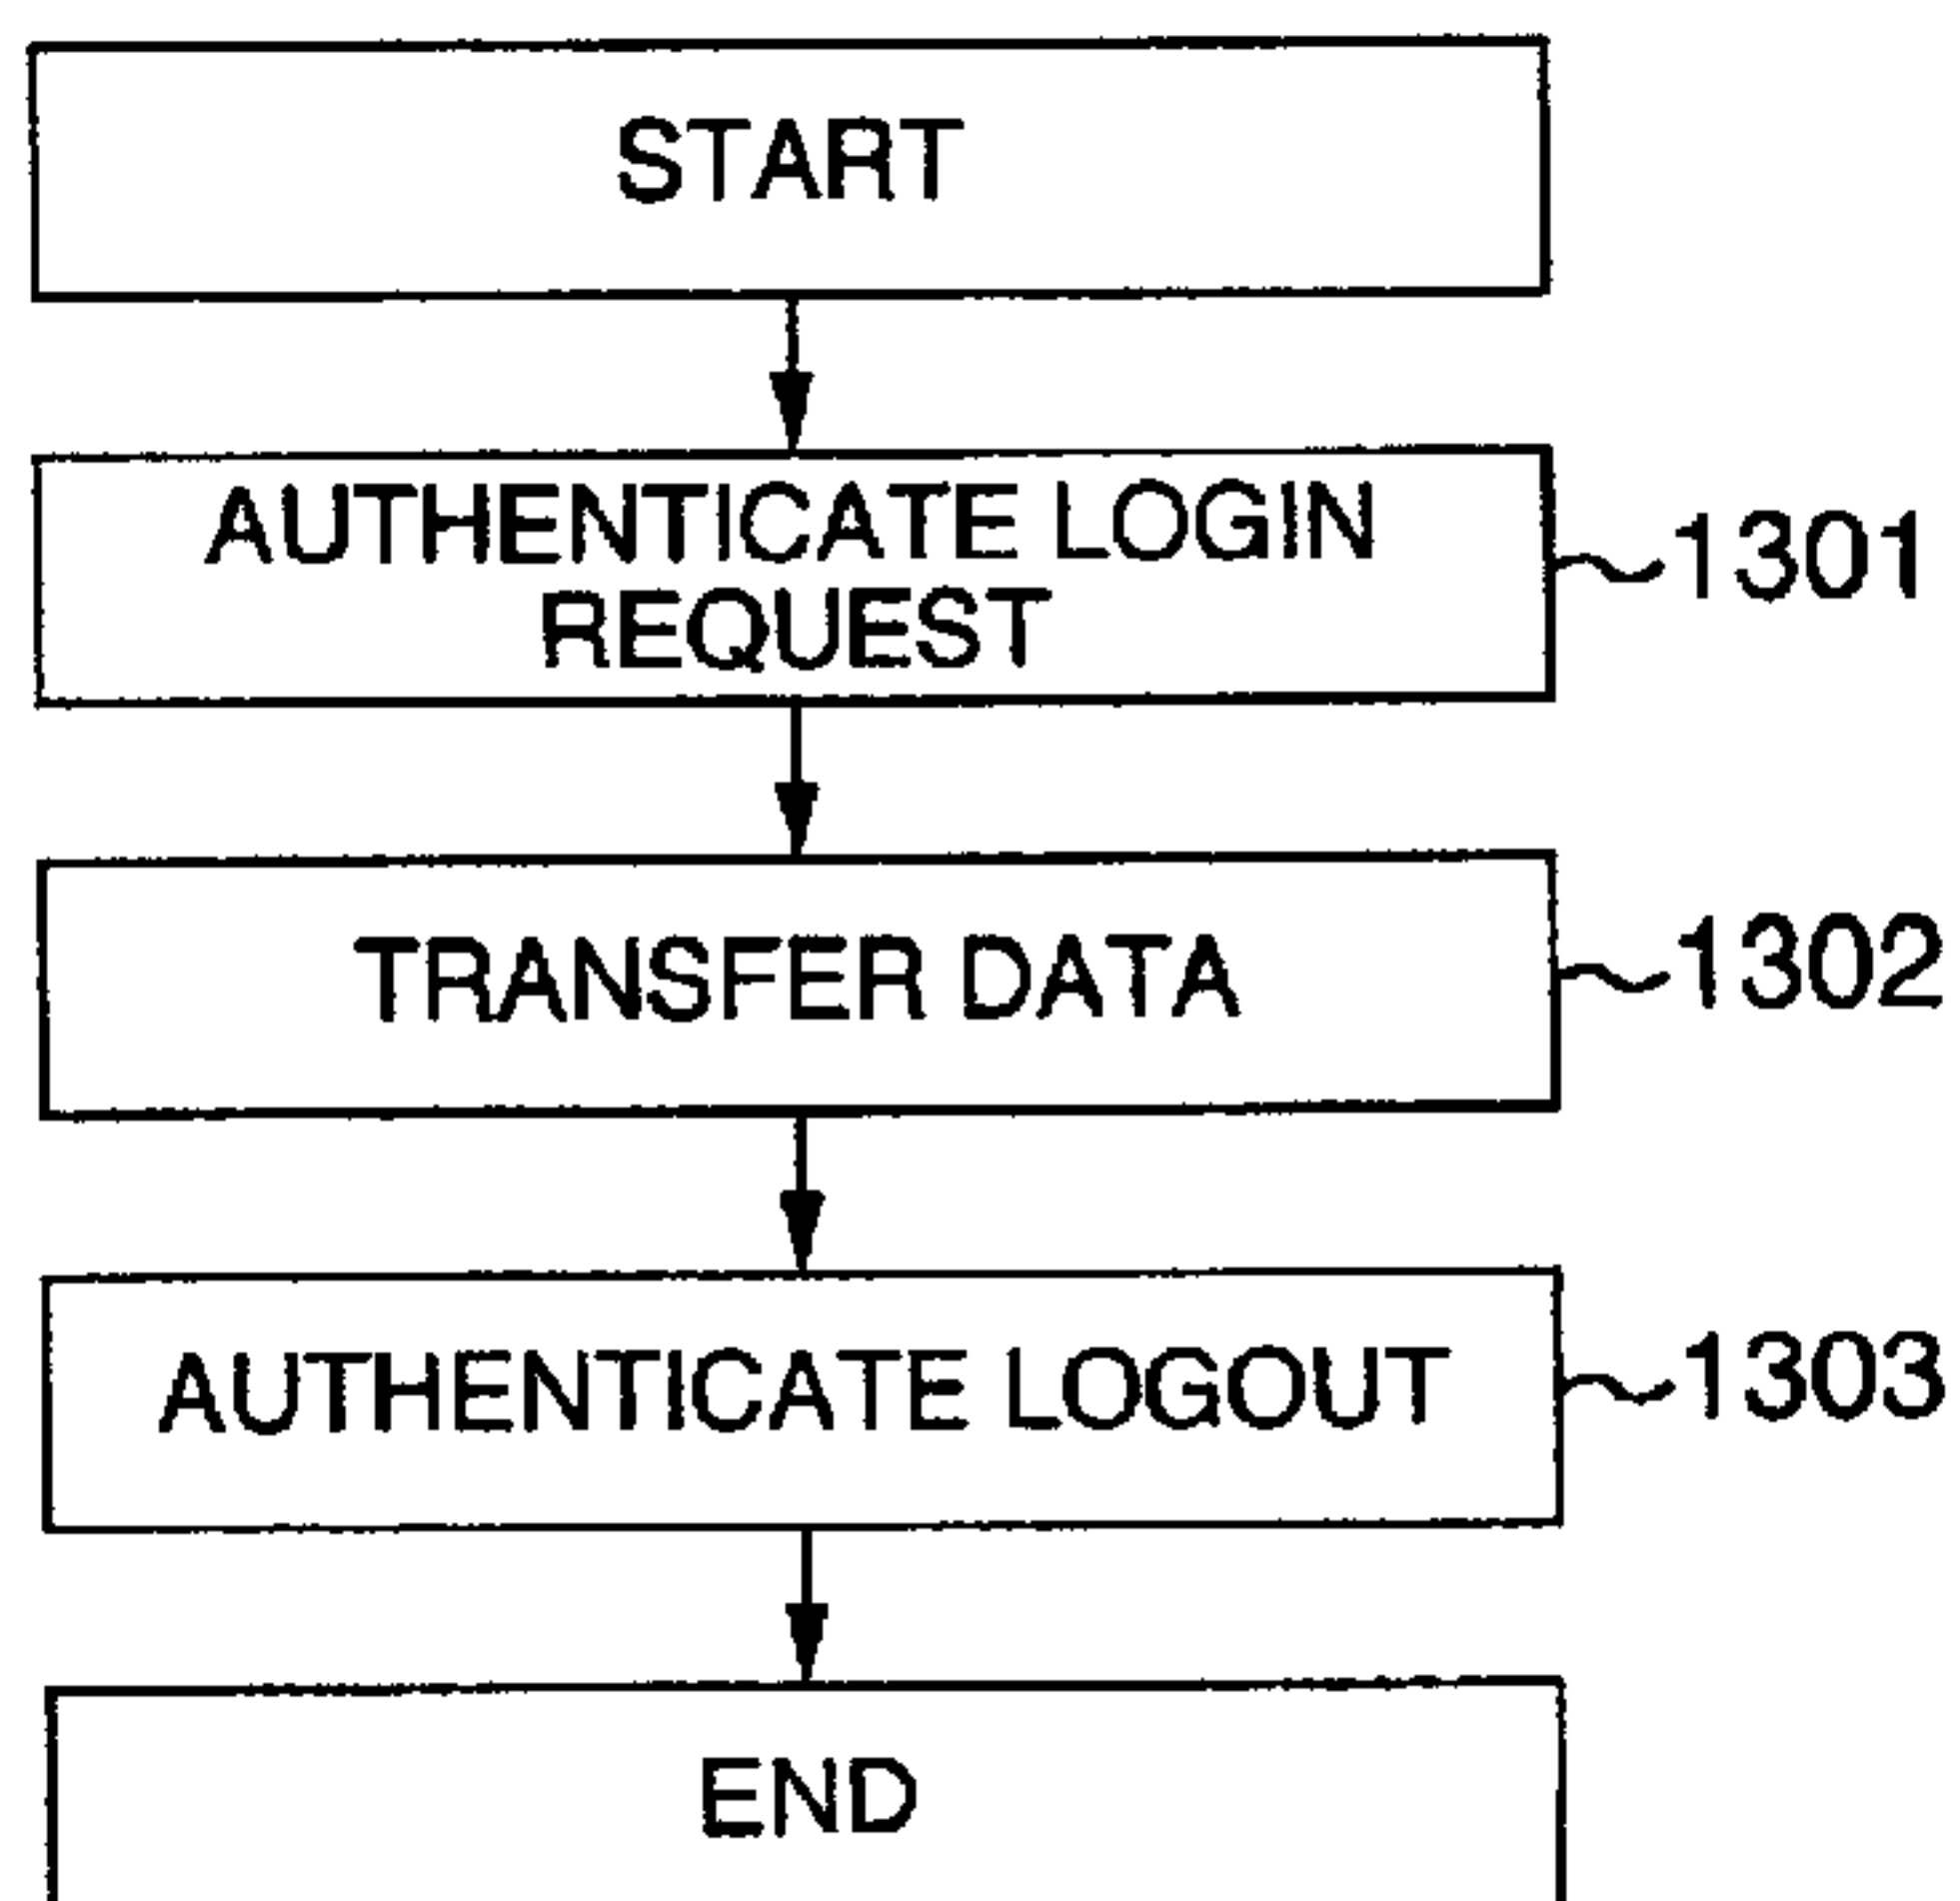 START
AUTHENTICATE LOGIN
REQUEST
1301
TRANSFER DATA
1302
AUTHENTICATE LOGOUT
1303
END